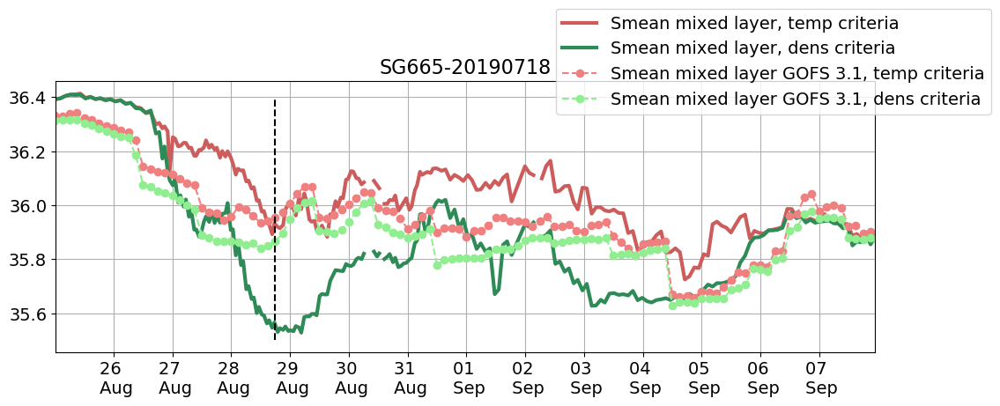 Smean mixed layer, temp criteria
Smean mixed layer, dens criteria
Smean mixed layer GOFS 3.1, temp criteria
Smean mixed layer GOFS 3.1, dens criteria
SG665-20190718
36.4
36.2
36.0
35.8
35.6
26 27 28 29 30 31 01 02 03 04 05 06 07
Aug Aug Aug Aug Aug Aug Sep Sep Sep Sep Sep Sep Sep